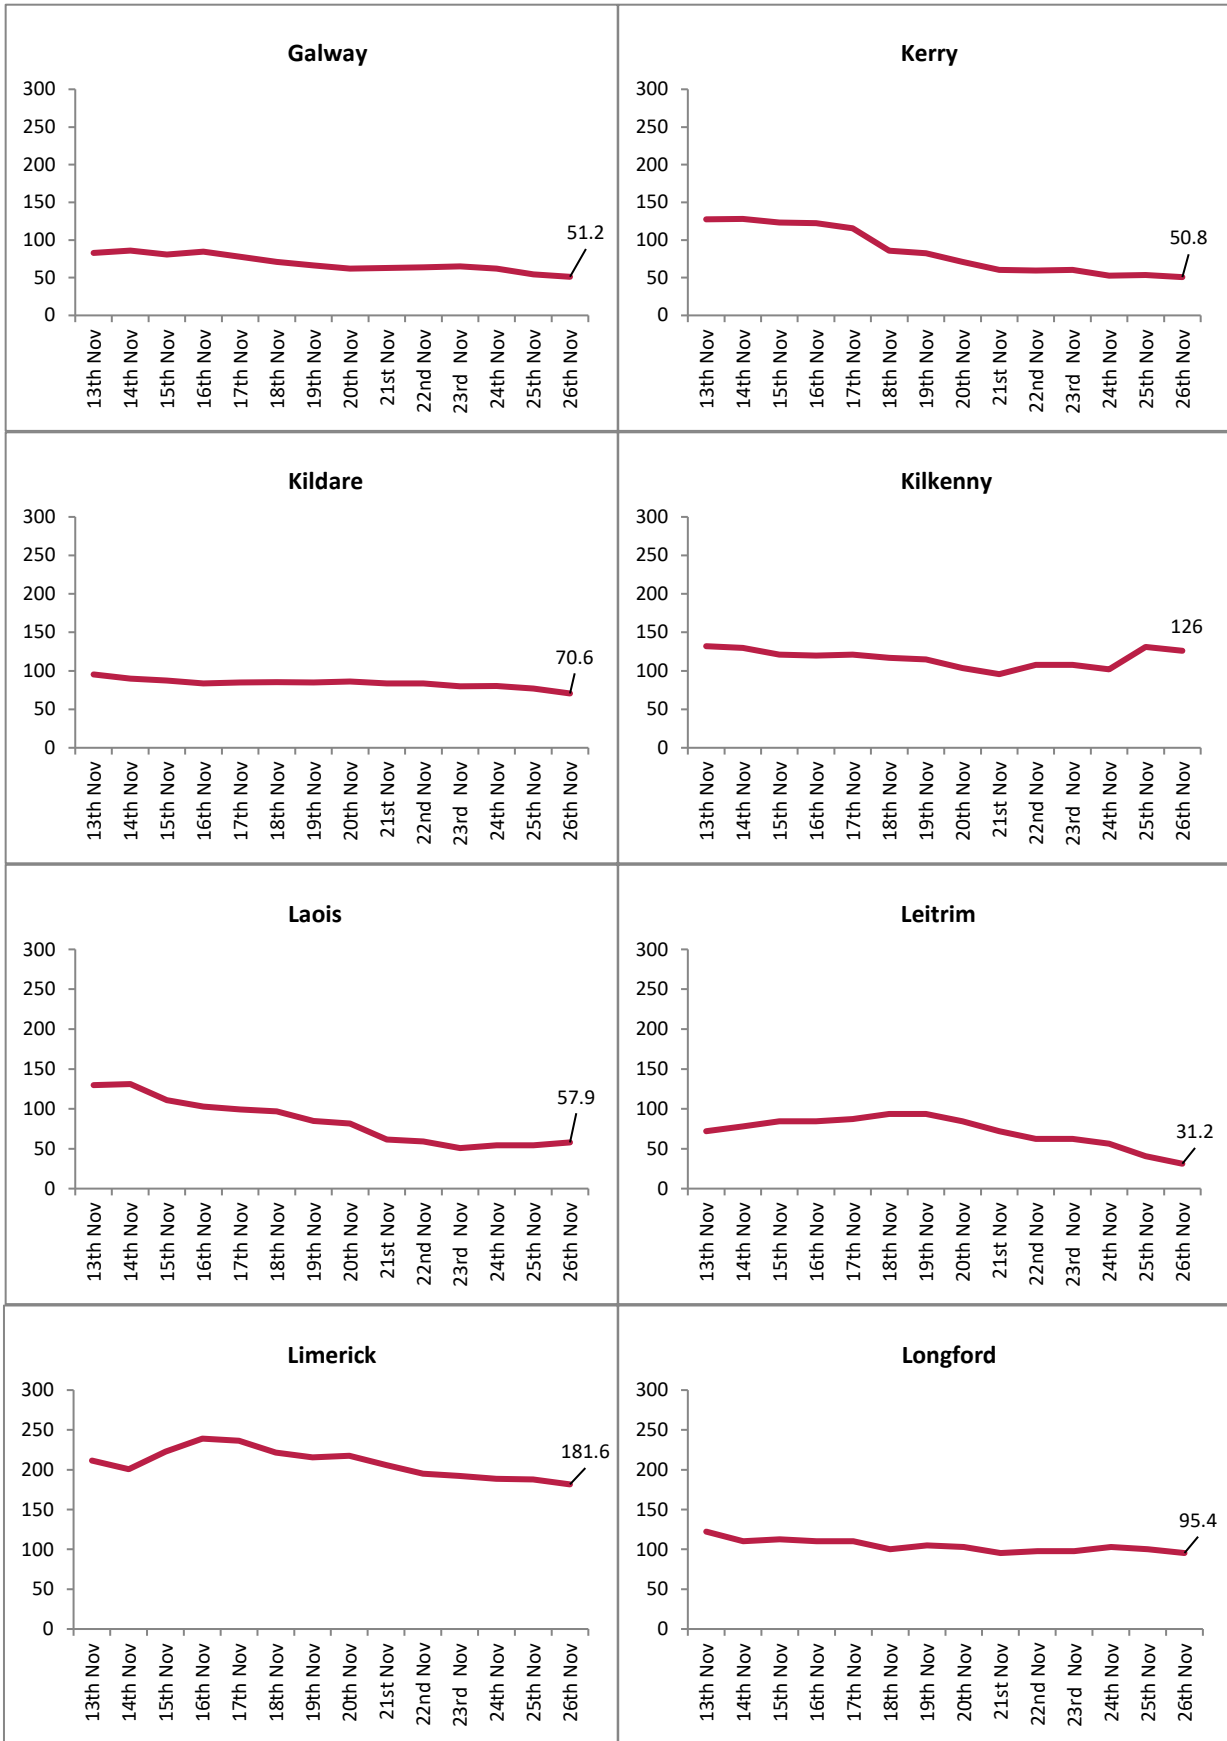 Galway
300
250
200
150
100
50
0
51.2
13th Nov
14th Nov
15th Nov
16th Nov
17th Nov
18th Nov
19th Nov
20th Nov
21st Nov
22nd Nov
23rd Nov
24th Nov
25th Nov
26th Nov
Kerry
300
250
200
150
100
50
0
50.8
13th Nov
14th Nov
15th Nov
16th Nov
17th Nov
18th Nov
19th Nov
20th Nov
21st Nov
22nd Nov
23rd Nov
24th Nov
25th Nov
26th Nov
Kildare
300
250
200
150
100
50
0
70.6
13th Nov
14th Nov
15th Nov
16th Nov
17th Nov
18th Nov
19th Nov
20th Nov
21st Nov
22nd Nov
23rd Nov
24th Nov
25th Nov
26th Nov
Kilkenny
300
250
200
150
100
50
0
126
13th Nov
14th Nov
15th Nov
16th Nov
17th Nov
18th Nov
19th Nov
20th Nov
21st Nov
22nd Nov
23rd Nov
24th Nov
25th Nov
26th Nov
Laois
300
250
200
150
100
50
0
57.9
13th Nov
14th Nov
15th Nov
16th Nov
17th Nov
18th Nov
19th Nov
20th Nov
21st Nov
22nd Nov
23rd Nov
24th Nov
25th Nov
26th Nov
Leitrim
300
250
200
150
100
50
0
31.2
13th Nov
14th Nov
15th Nov
16th Nov
17th Nov
18th Nov
19th Nov
20th Nov
21st Nov
22nd Nov
23rd Nov
24th Nov
25th Nov
26th Nov
Limerick
300
250
200
150
100
50
0
181.6
13th Nov
14th Nov
15th Nov
16th Nov
17th Nov
18th Nov
19th Nov
20th Nov
21st Nov
22nd Nov
23rd Nov
24th Nov
25th Nov
26th Nov
Longford
300
250
200
150
100
50
0
95.4
13th Nov
14th Nov
15th Nov
16th Nov
17th Nov
18th Nov
19th Nov
20th Nov
21st Nov
22nd Nov
23rd Nov
24th Nov
25th Nov
26th Nov